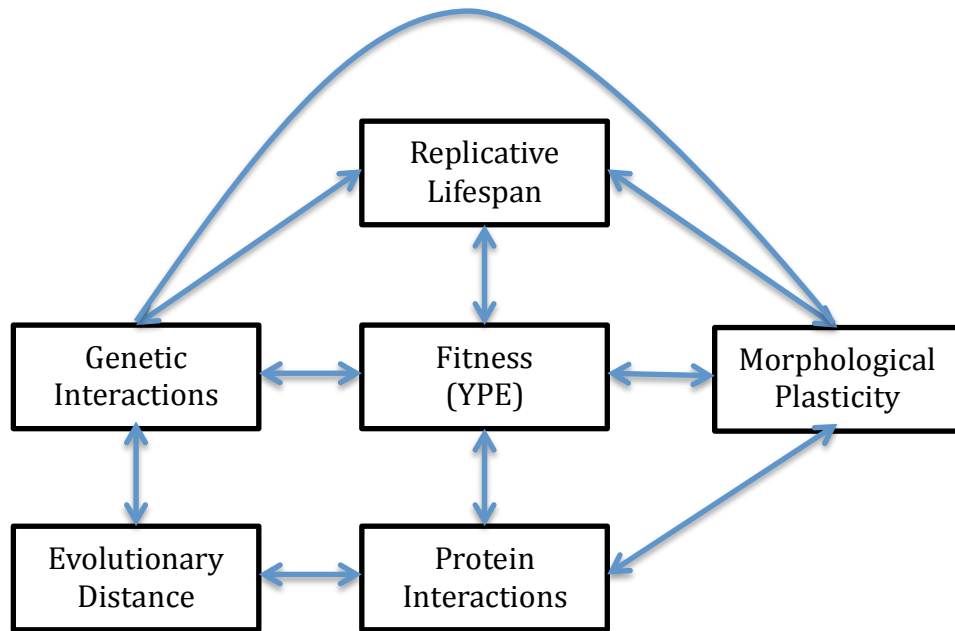 Replicative
Lifespan
Genetic
Interactions
Fitness
(YPE)
Morphological
Plasticity
Evolutionary
Distance
Protein
Interactions